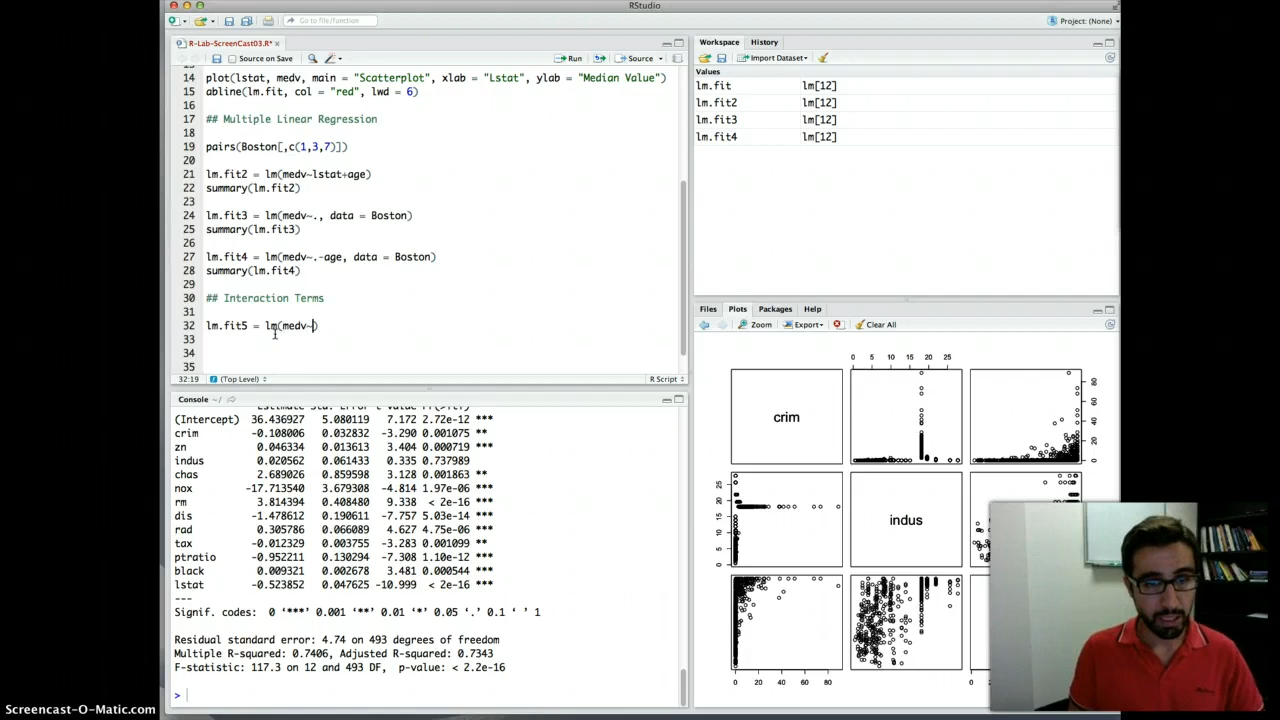 RStudio
Go to file/function
Project: (None)
R-Lab-ScreenCast03.R*
Source on Save
Run
Source
14 plot(lstat, medv, main = "Scatterplot", xlab = "Lstat", ylab = "Median Value")
15 abline(lm.fit, col = "red", lwd = 6)
16
17 ## Multiple Linear Regression
18
19 pairs(Boston[,c(1,3,7)])
20
21 lm.fit2 = lm(medv~lstat+age)
22 summary(lm.fit2)
23
24 lm.fit3 = lm(medv~., data = Boston)
25 summary(lm.fit3)
26
27 lm.fit4 = lm(medv~.-age, data = Boston)
28 summary(lm.fit4)
29
30 ## Interaction Terms
31
32 lm.fit5 = lm(medv~)
33
34
35
32:19 (Top Level) R Script
Console ~/
(Intercept) 36.436927 5.080119 7.172 2.72e-12 ***
crim -0.108006 0.032832 -3.290 0.001075 **
zn 0.046334 0.013613 3.404 0.000719 ***
indus 0.020562 0.061433 0.335 0.737989
chas 2.689026 0.859598 3.128 0.001863 **
nox -17.713540 3.679308 -4.814 1.97e-06 ***
rm 3.814394 0.408480 9.338 < 2e-16 ***
dis -1.478612 0.190611 -7.757 5.03e-14 ***
rad 0.305786 0.066089 4.627 4.75e-06 ***
tax -0.012329 0.003755 -3.283 0.001099 **
ptratio -0.952211 0.130294 -7.308 1.10e-12 ***
black 0.009321 0.002678 3.481 0.000544 ***
lstat -0.523852 0.047625 -10.999 < 2e-16 ***
---
Signif. codes: 0 ‘***’ 0.001 ‘**’ 0.01 ‘*’ 0.05 ‘.’ 0.1 ‘ ’ 1
Residual standard error: 4.74 on 493 degrees of freedom
Multiple R-squared: 0.7406, Adjusted R-squared: 0.7343
F-statistic: 117.3 on 12 and 493 DF, p-value: < 2.2e-16
>
Workspace History
Import Dataset
Values
lm.fit lm[12]
lm.fit2 lm[12]
lm.fit3 lm[12]
lm.fit4 lm[12]
Files Plots Packages Help
Zoom Export Clear All
0 5 10 15 20 25
crim
0 20 40 60 80
0 5 10 15 20 25
indus
0 20 40 60 80
Screencast-O-Matic.com